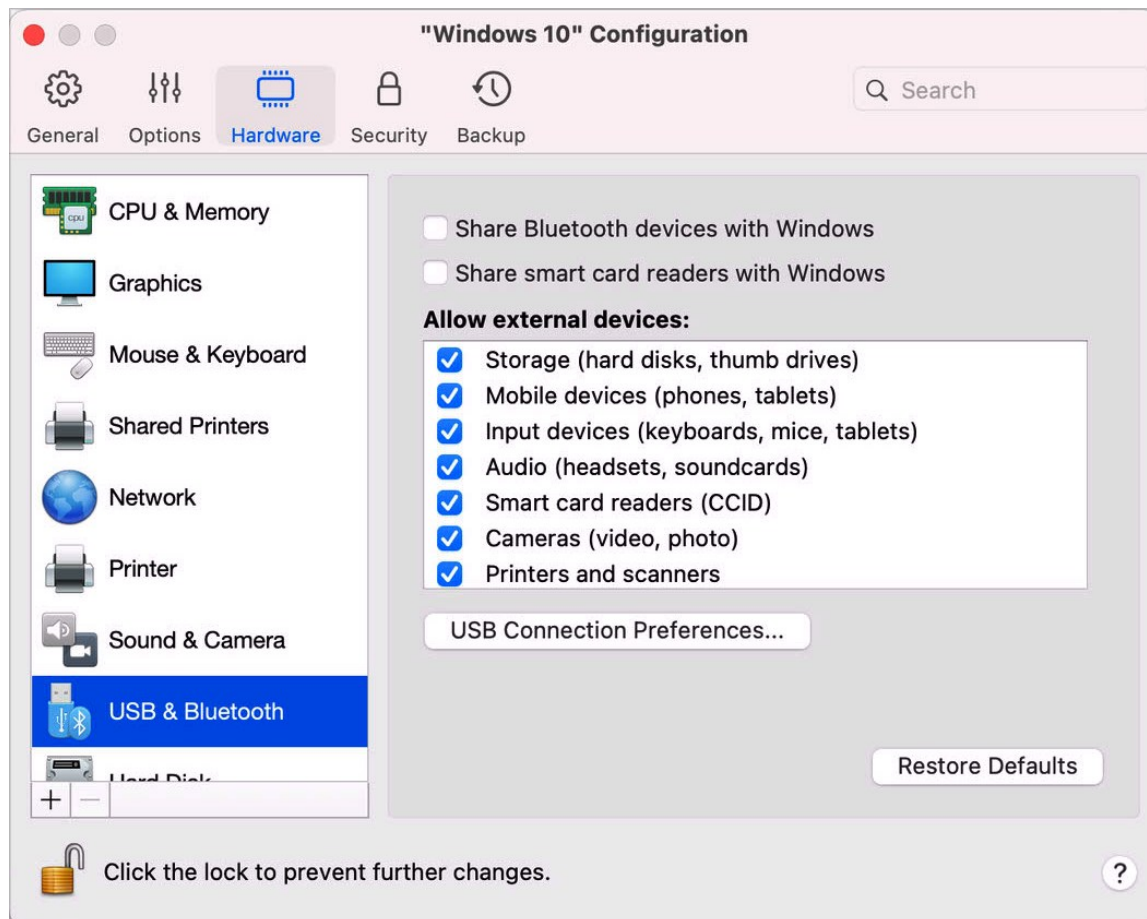 "Windows 10" Configuration
General
Options
Hardware
Security
Backup
Search
cpu
CPU & Memory
Graphics
Mouse & Keyboard
Shared Printers
Network
Printer
Sound & Camera
USB & Bluetooth
Hard Disk
Share Bluetooth devices with Windows
Share smart card readers with Windows
Allow external devices:
Storage (hard disks, thumb drives)
Mobile devices (phones, tablets)
Input devices (keyboards, mice, tablets)
Audio (headsets, soundcards)
Smart card readers (CCID)
Cameras (video, photo)
Printers and scanners
USB Connection Preferences...
Restore Defaults
Click the lock to prevent further changes.
?